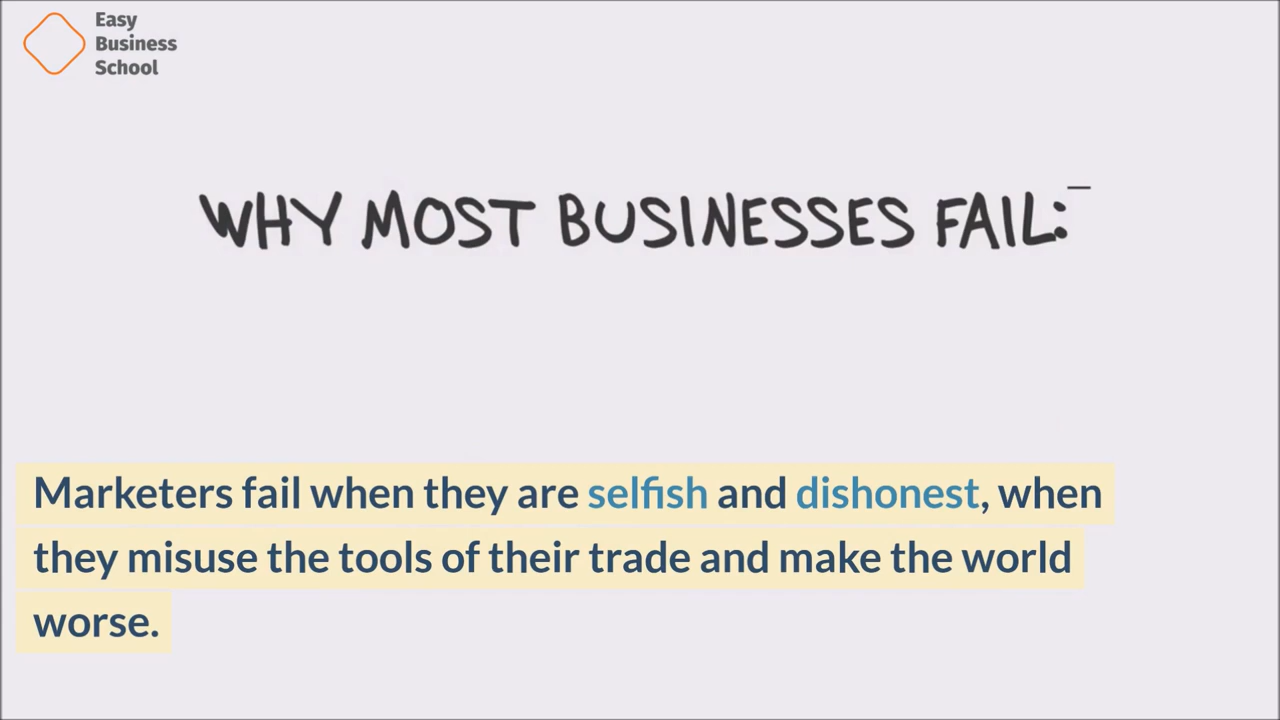 Easy
Business
School
WHY MOST BUSINESSES FAIL:
Marketers fail when they are selfish and dishonest, when
they misuse the tools of their trade and make the world
worse.